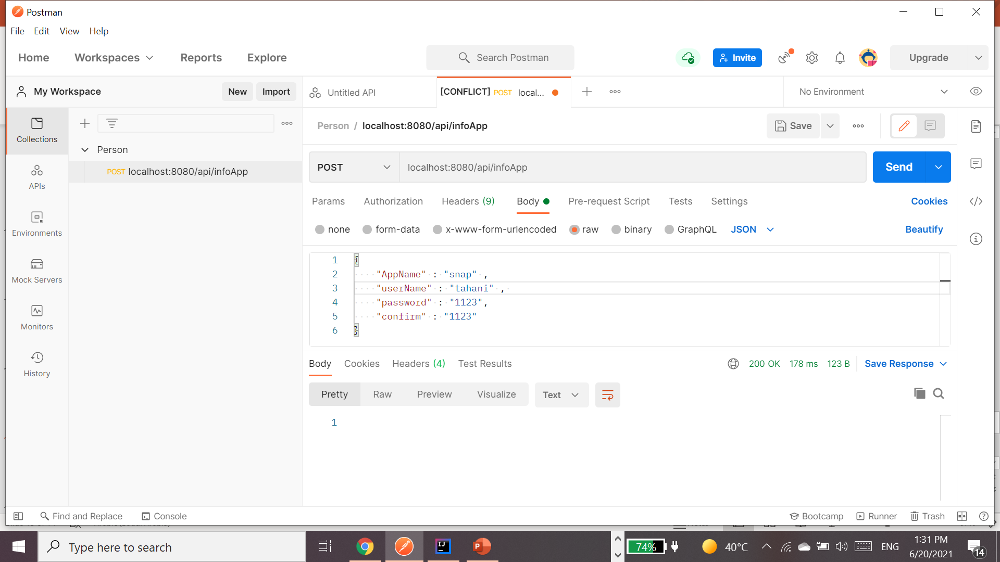 Postman
File Edit View Help
Home Workspaces Reports Explore Search Postman Invite Upgrade
My Workspace New Import Untitled API [CONFLICT] POST local... No Environment
Collections
APIs
Environments
Mock Servers
Monitors
History
Person
POST localhost:8080/api/infoApp
Person / localhost:8080/api/infoApp Save
POST localhost:8080/api/infoApp Send
Params Authorization Headers (9) Body Pre-request Script Tests Settings Cookies
none form-data x-www-form-urlencoded raw binary GraphQL JSON Beautify
1 {
2 "AppName" : "snap" ,
3 "userName" : "tahani" ,
4 "password" : "1123",
5 "confirm" : "1123"
6 }
Body Cookies Headers (4) Test Results 200 OK 178 ms 123 B Save Response
Pretty Raw Preview Visualize Text
1
Find and Replace Console Bootcamp Runner Trash
Type here to search 74% 40°C ENG 1:31 PM
6/20/2021 14